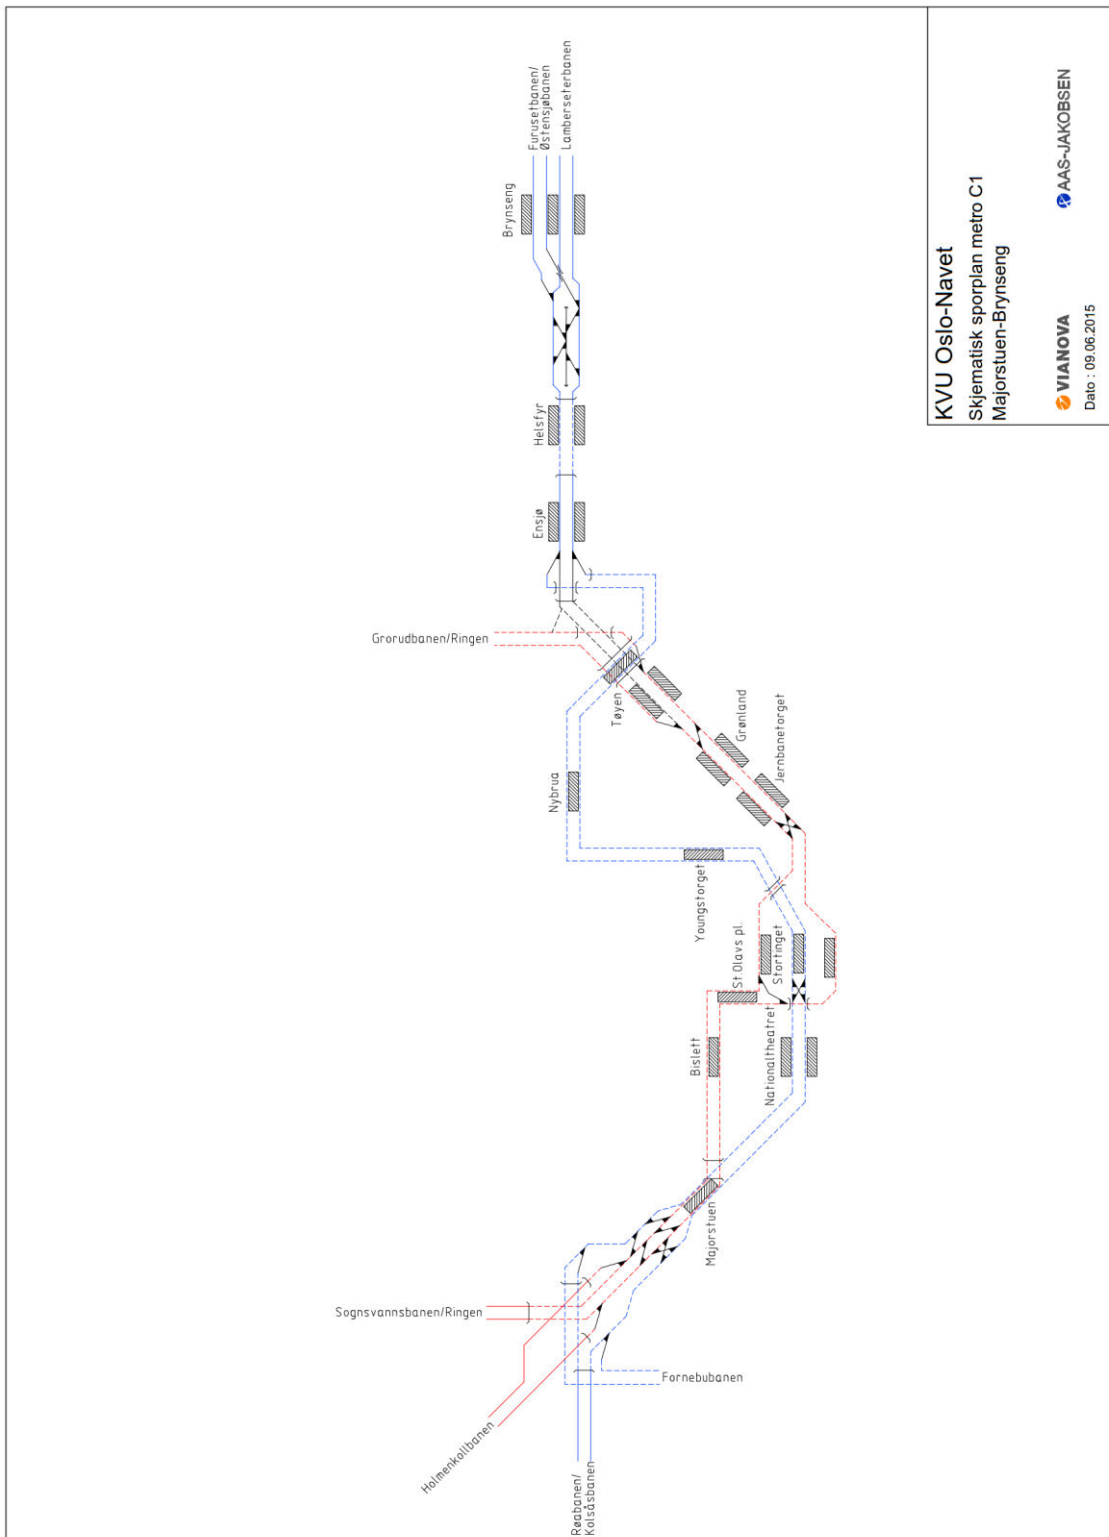 Furusetbanen/
Østensjøbanen
Lamberseterbanen
Brynseng
Helsfyr
Ensjø
Grorudbanen/Ringen
Tøyen
Grønland
Jernbanetorget
Nybrua
Youngstorget
St.Olavs pl.
Stortinget
Nationaltheatret
Bislett
Majorstuen
Sognsvannsbanen/Ringen
Fornebubanen
Holmenkollbanen
Røabanen/
Kolsåsbanen
KVU Oslo-Navet
Skjematisk sporplan metro C1
Majorstuen-Brynseng
VIANOVA
AAS-JAKOBSEN
Dato : 09.06.2015